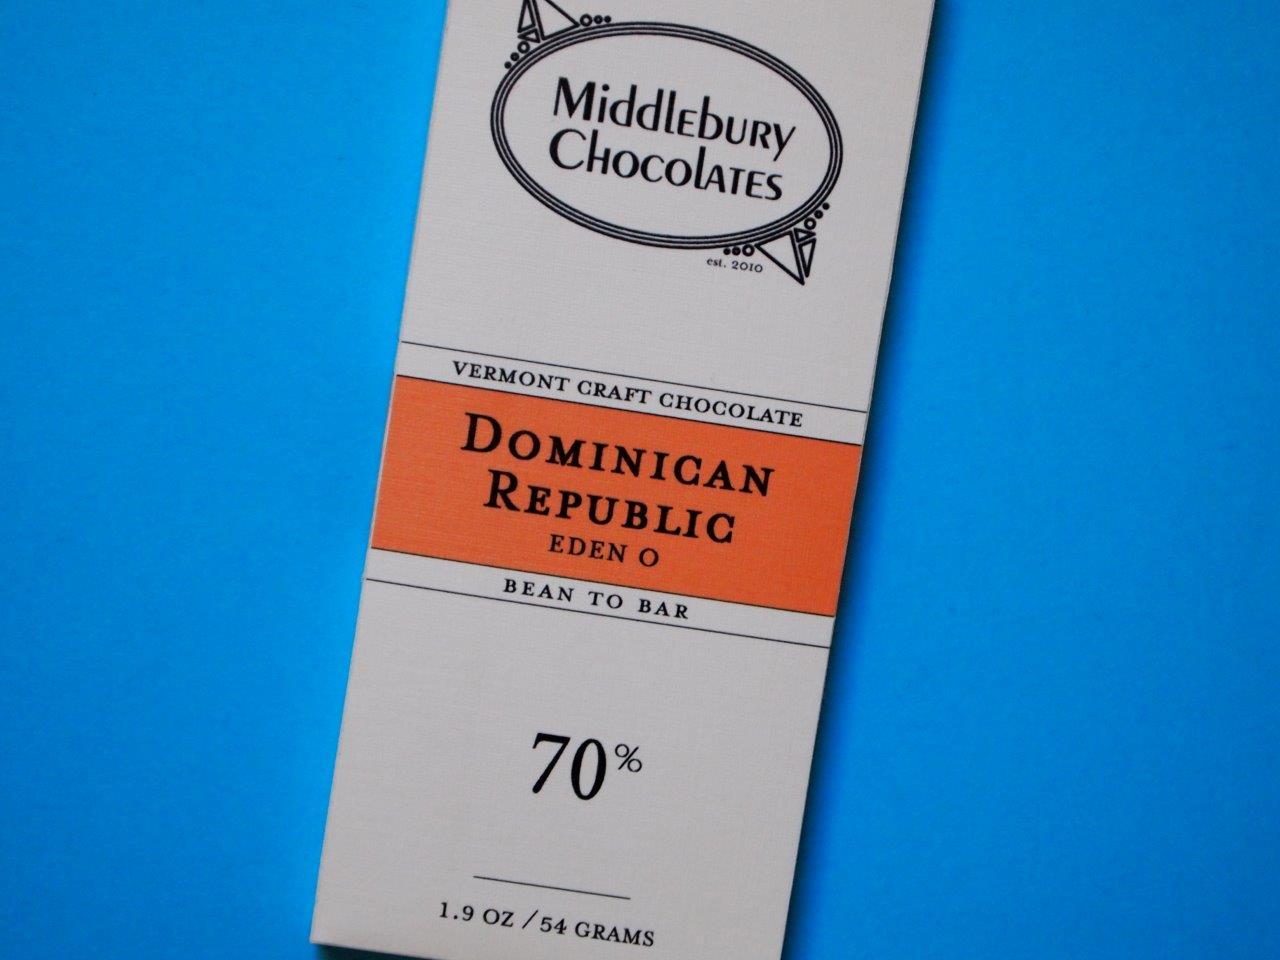 Middlebury
Chocolates
est. 2010
VERMONT CRAFT CHOCOLATE
DOMINICAN
REPUBLIC
EDEN O
BEAN TO BAR
70%
1.9 OZ / 54 GRAMS